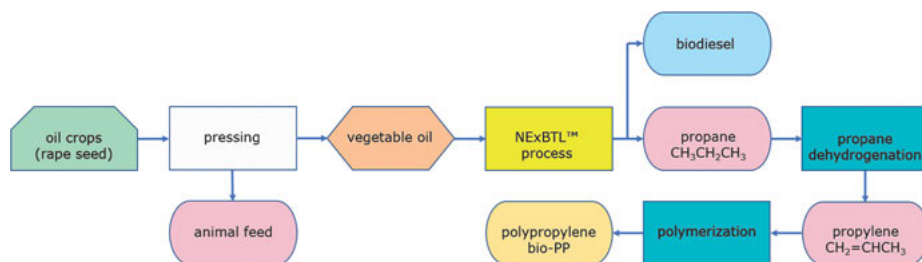 biodiesel
oil crops
(rape seed)
pressing
vegetable oil
NExBTL™
process
propane
CH₃CH₂CH₃
propane
dehydrogenation
animal feed
polypropylene
bio-PP
polymerization
propylene
CH₂=CHCH₃